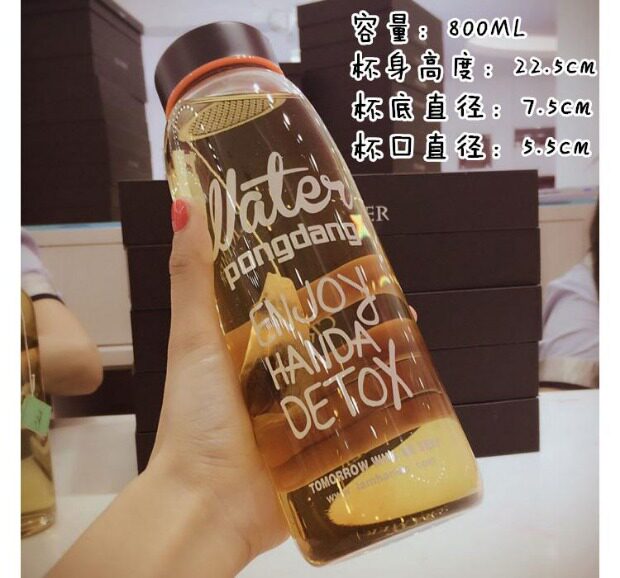 容量：800ML
杯身高度：22.5cm
杯底直径：7.5cm
杯口直径：5.5cm
Water
pongdang
ENJOY
HANDA
DETOX
TOMORROW